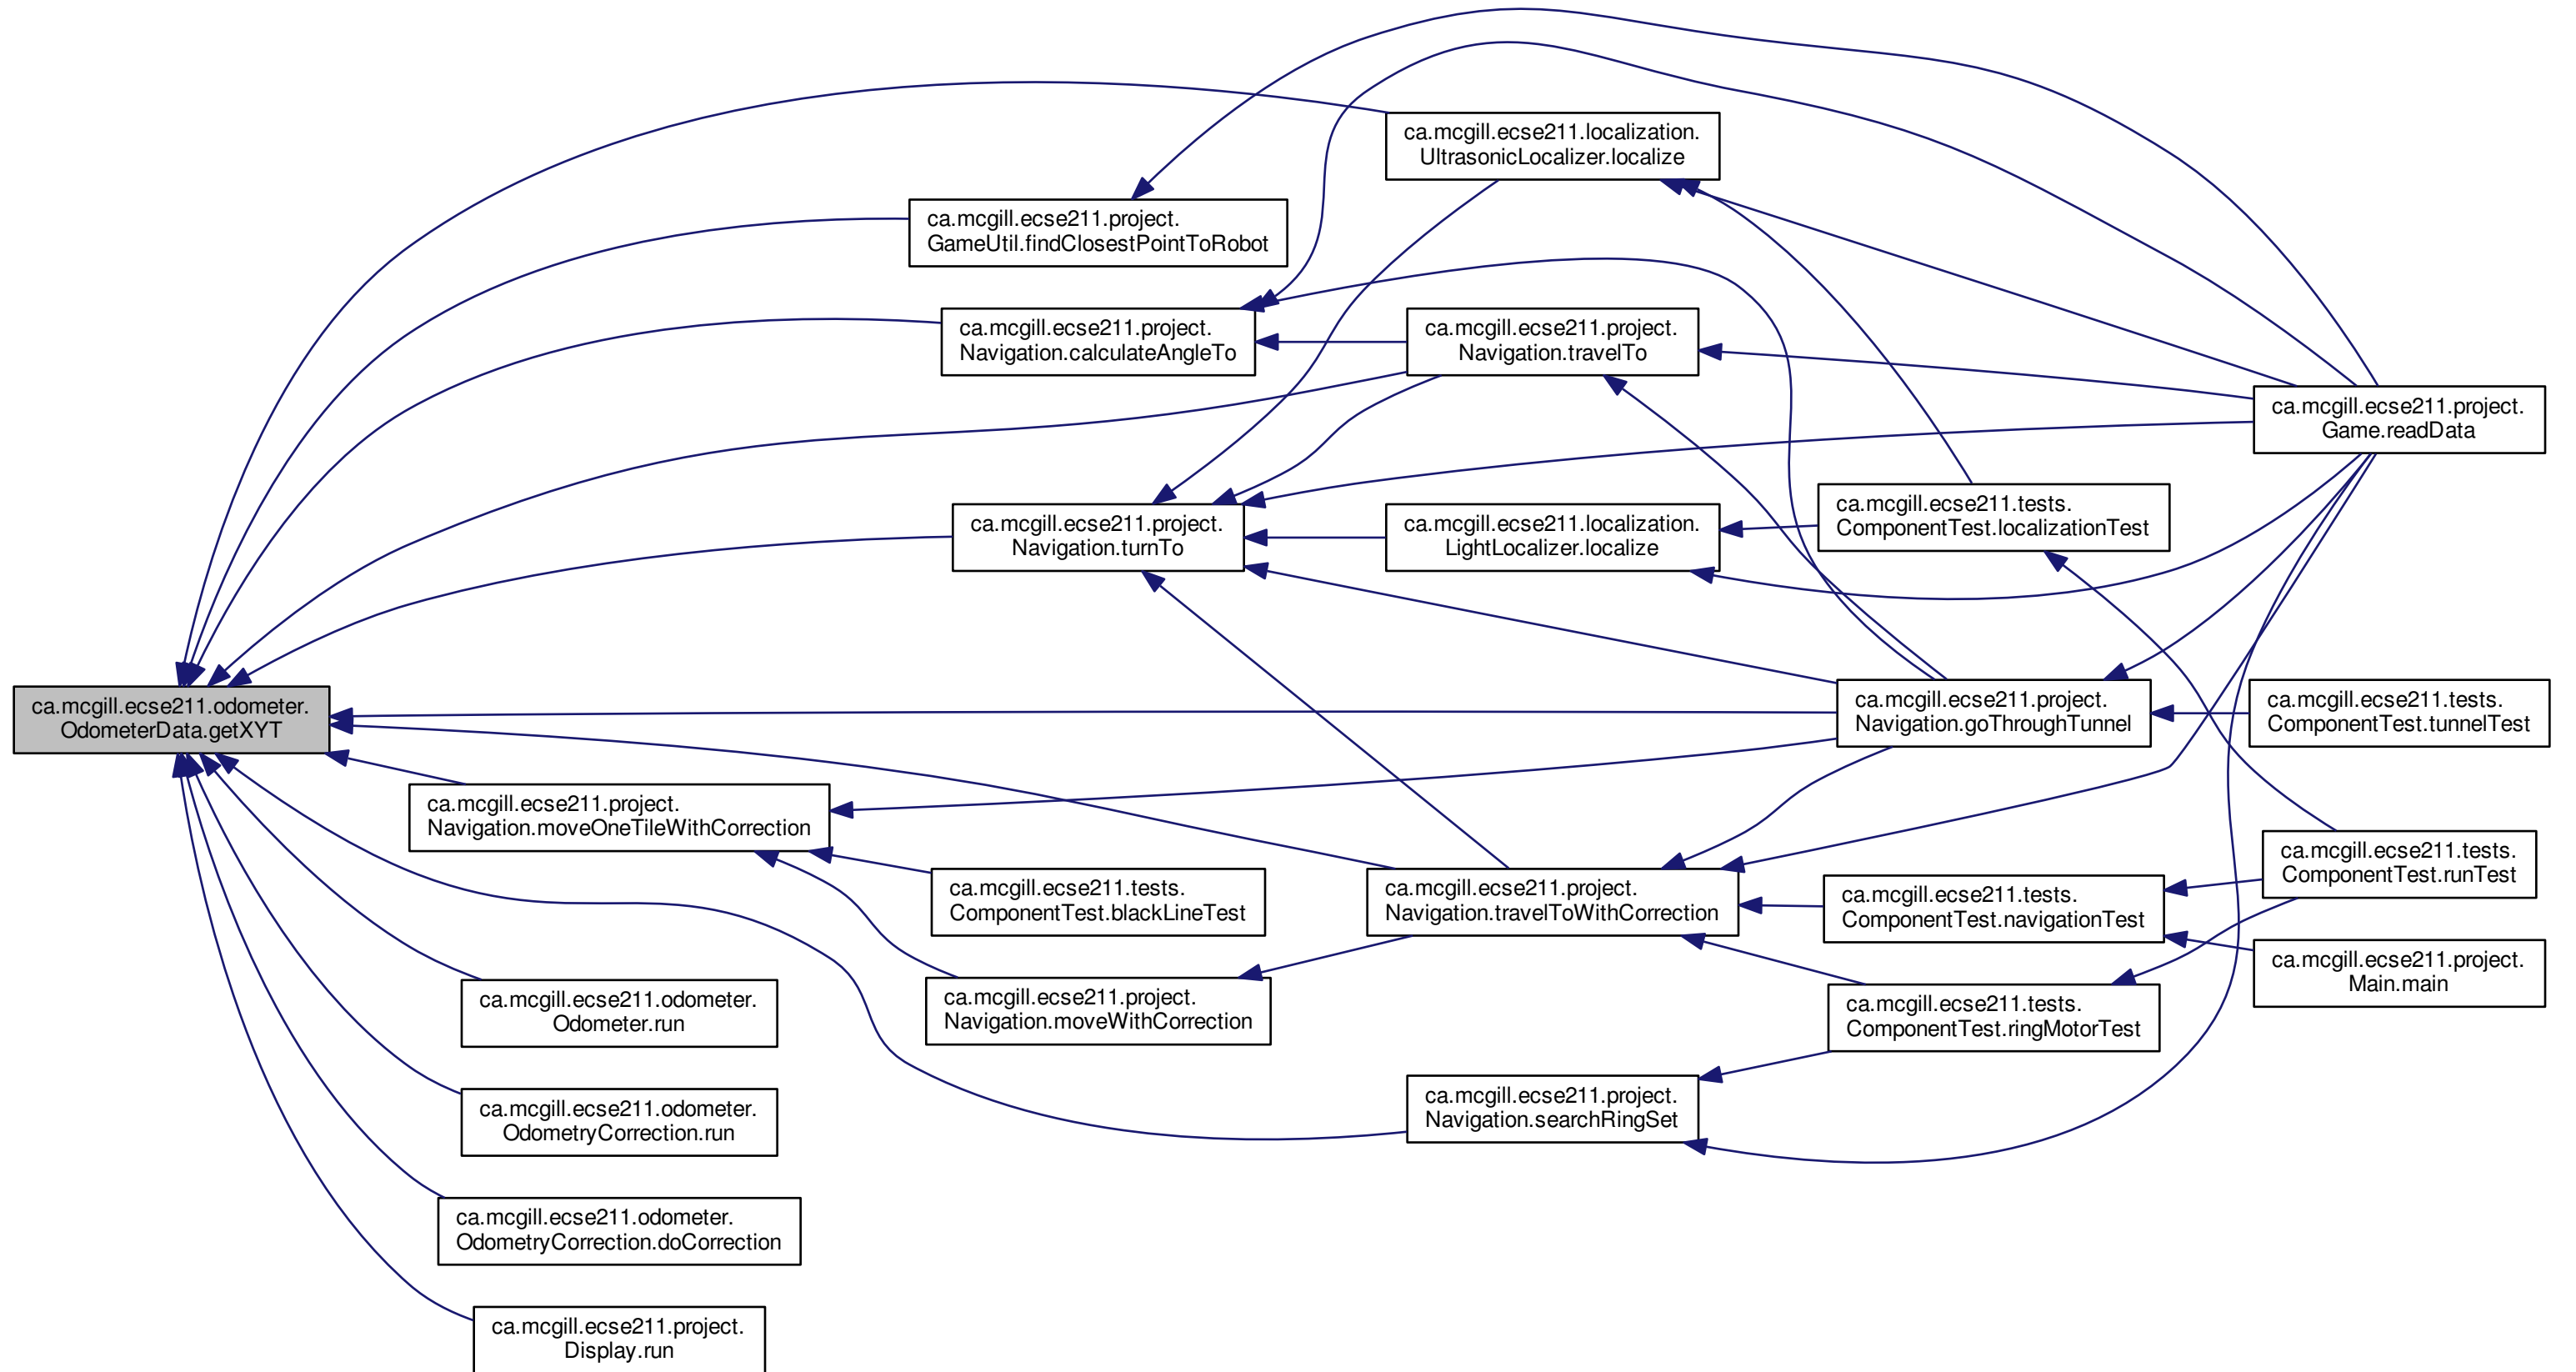 ca.mcgill.ecse211.localization.
UltrasonicLocalizer.localize
ca.mcgill.ecse211.project.
GameUtil.findClosestPointToRobot
ca.mcgill.ecse211.project.
Navigation.calculateAngleTo
ca.mcgill.ecse211.project.
Navigation.travelTo
ca.mcgill.ecse211.project.
Game.readData
ca.mcgill.ecse211.project.
Navigation.turnTo
ca.mcgill.ecse211.localization.
LightLocalizer.localize
ca.mcgill.ecse211.tests.
ComponentTest.localizationTest
ca.mcgill.ecse211.odometer.
OdometerData.getXYT
ca.mcgill.ecse211.project.
Navigation.goThroughTunnel
ca.mcgill.ecse211.tests.
ComponentTest.tunnelTest
ca.mcgill.ecse211.project.
Navigation.moveOneTileWithCorrection
ca.mcgill.ecse211.tests.
ComponentTest.blackLineTest
ca.mcgill.ecse211.project.
Navigation.travelToWithCorrection
ca.mcgill.ecse211.tests.
ComponentTest.navigationTest
ca.mcgill.ecse211.tests.
ComponentTest.runTest
ca.mcgill.ecse211.project.
Main.main
ca.mcgill.ecse211.odometer.
Odometer.run
ca.mcgill.ecse211.project.
Navigation.moveWithCorrection
ca.mcgill.ecse211.tests.
ComponentTest.ringMotorTest
ca.mcgill.ecse211.odometer.
OdometryCorrection.run
ca.mcgill.ecse211.project.
Navigation.searchRingSet
ca.mcgill.ecse211.odometer.
OdometryCorrection.doCorrection
ca.mcgill.ecse211.project.
Display.run